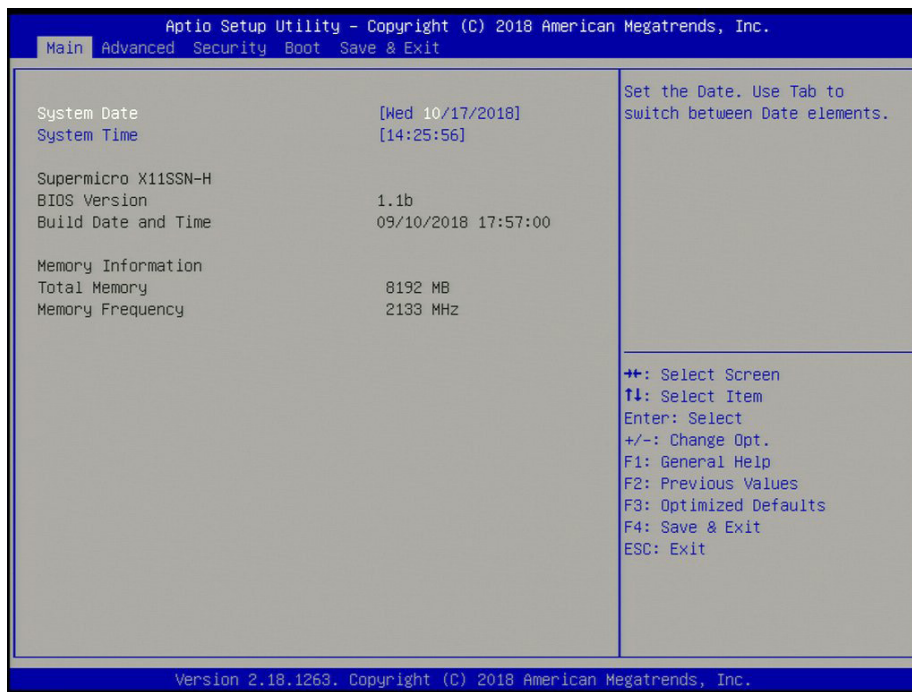 Aptio Setup Utility – Copyright (C) 2018 American Megatrends, Inc.
Main Advanced Security Boot Save & Exit
System Date [Wed 10/17/2018]
System Time [14:25:56]
Supermicro X11SSN-H
BIOS Version 1.1b
Build Date and Time 09/10/2018 17:57:00
Memory Information
Total Memory 8192 MB
Memory Frequency 2133 MHz
Set the Date. Use Tab to
switch between Date elements.
→←: Select Screen
↑↓: Select Item
Enter: Select
+/-: Change Opt.
F1: General Help
F2: Previous Values
F3: Optimized Defaults
F4: Save & Exit
ESC: Exit
Version 2.18.1263. Copyright (C) 2018 American Megatrends, Inc.